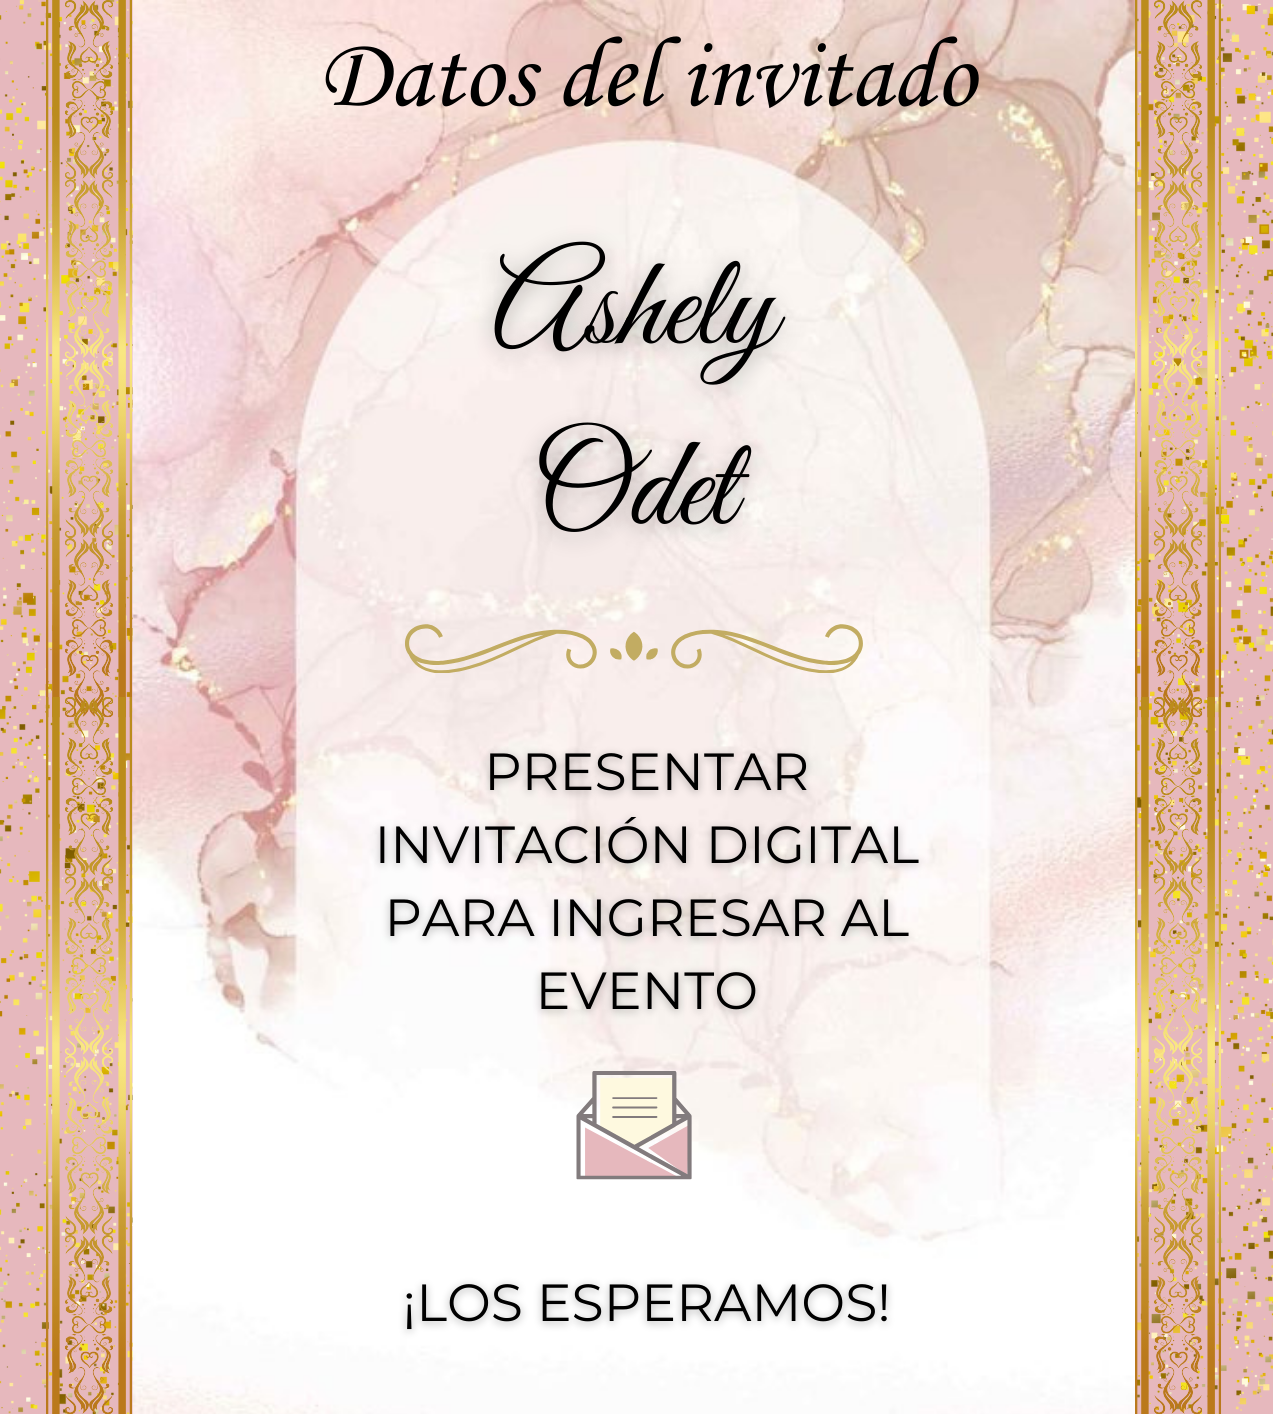 Datos del invitado
Ashely
Odet
PRESENTAR
INVITACIÓN DIGITAL
PARA INGRESAR AL
EVENTO
¡LOS ESPERAMOS!